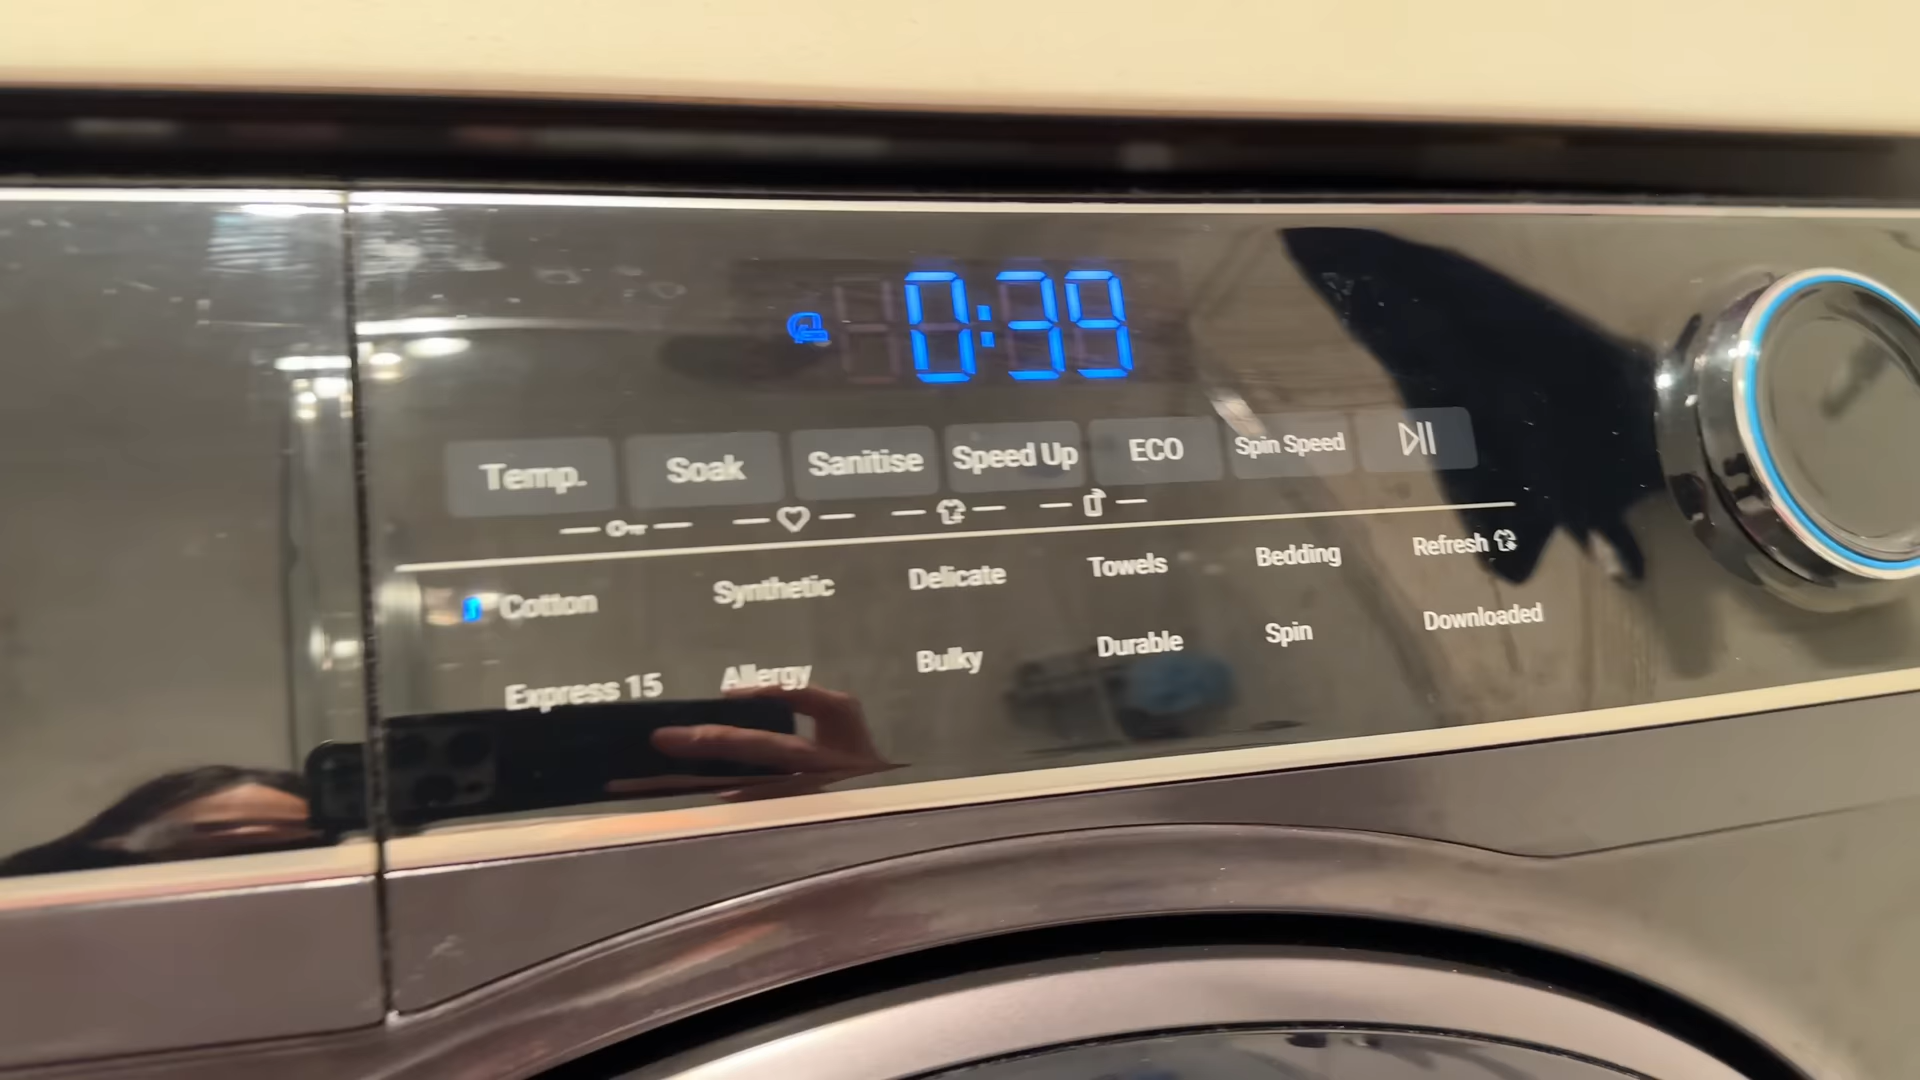 0:39
Temp. Soak Sanitise Speed Up ECO Spin Speed
Cotton Synthetic Delicate Towels Bedding Refresh
Express 15 Allergy Bulky Durable Spin Downloaded